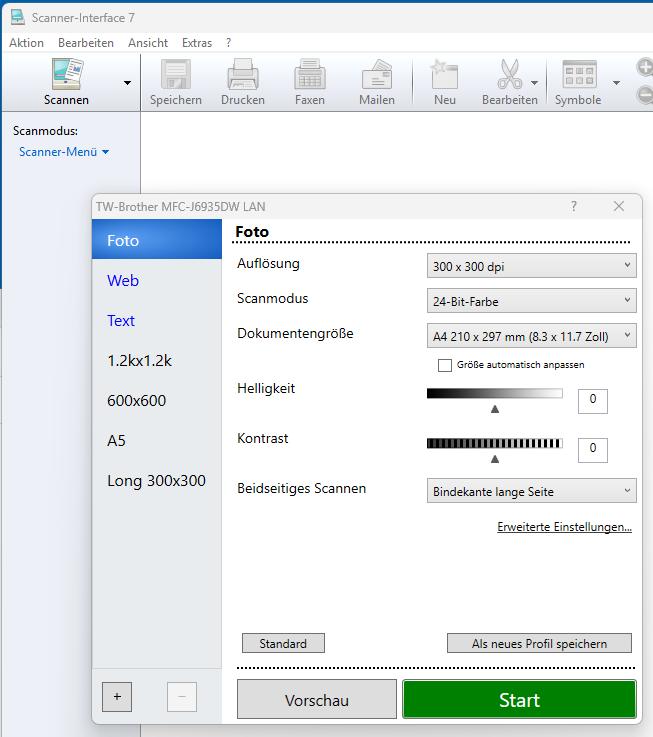 Scanner-Interface 7
Aktion Bearbeiten Ansicht Extras ?
Scannen Speichern Drucken Faxen Mailen Neu Bearbeiten Symbole
Scanmodus:
Scanner-Menü
TW-Brother MFC-J6935DW LAN ?
Foto
Web
Text
1.2kx1.2k
600x600
A5
Long 300x300
+ −
Foto
Auflösung 300 x 300 dpi
Scanmodus 24-Bit-Farbe
Dokumentengröße A4 210 x 297 mm (8.3 x 11.7 Zoll)
Größe automatisch anpassen
Helligkeit 0
Kontrast 0
Beidseitiges Scannen Bindekante lange Seite
Erweiterte Einstellungen...
Standard Als neues Profil speichern
Vorschau Start